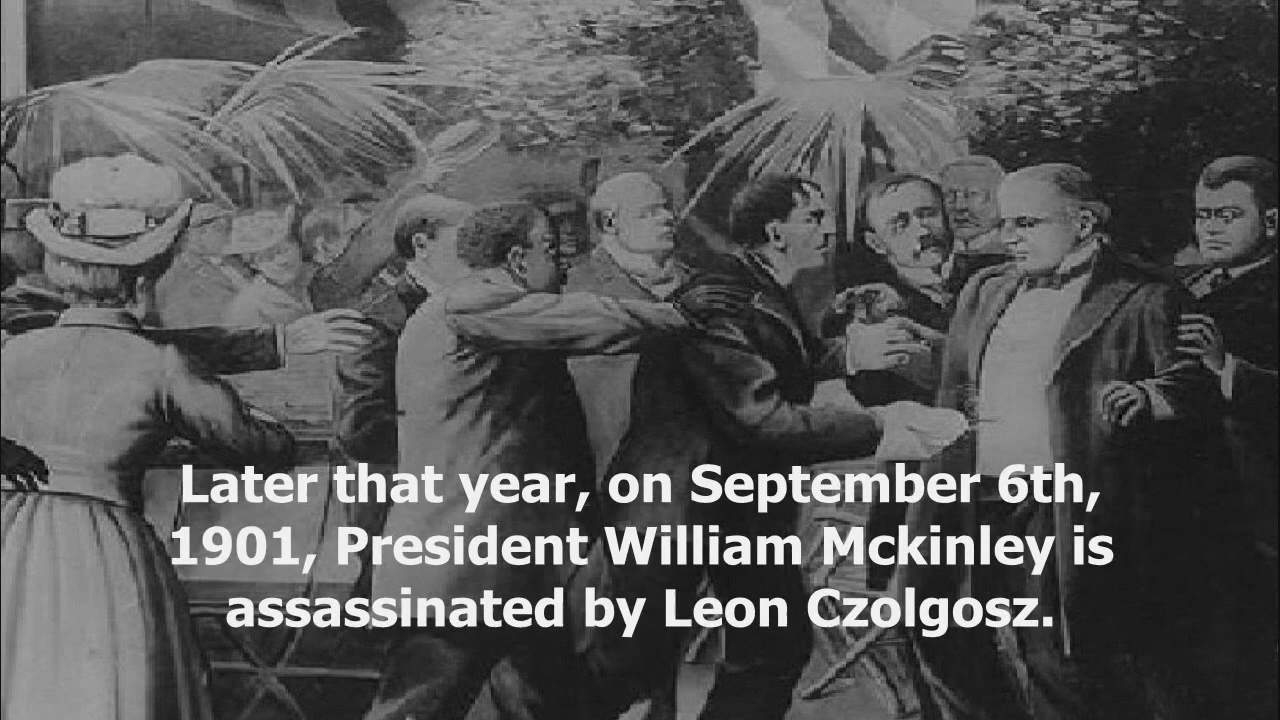 Later that year, on September 6th,
1901, President William Mckinley is
assassinated by Leon Czolgosz.